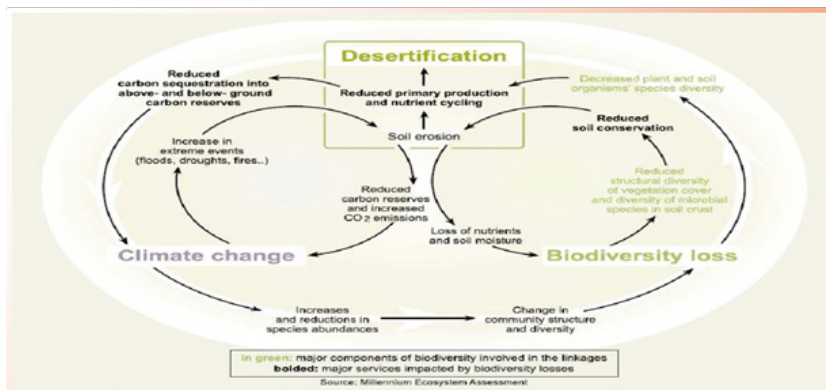 Desertification
Reduced
carbon sequestration into
above- and below- ground
carbon reserves
Reduced primary production
and nutrient cycling
Decreased plant and soil
organisms' species diversity
Soil erosion
Reduced
soil conservation
Increase in
extreme events
(floods, droughts, fires..)
Reduced
structural diversity
of vegetation cover
and diversity of microbial
species in soil crust
Reduced
carbon reserves
and increased
CO2 emissions
Loss of nutrients
and soil moisture
Climate change
Biodiversity loss
Increases
and reductions in
species abundances
Change in
community structure
and diversity
in green: major components of biodiversity involved in the linkages
bolded: major services impacted by biodiversity losses
Source: Millennium Ecosystem Assessment